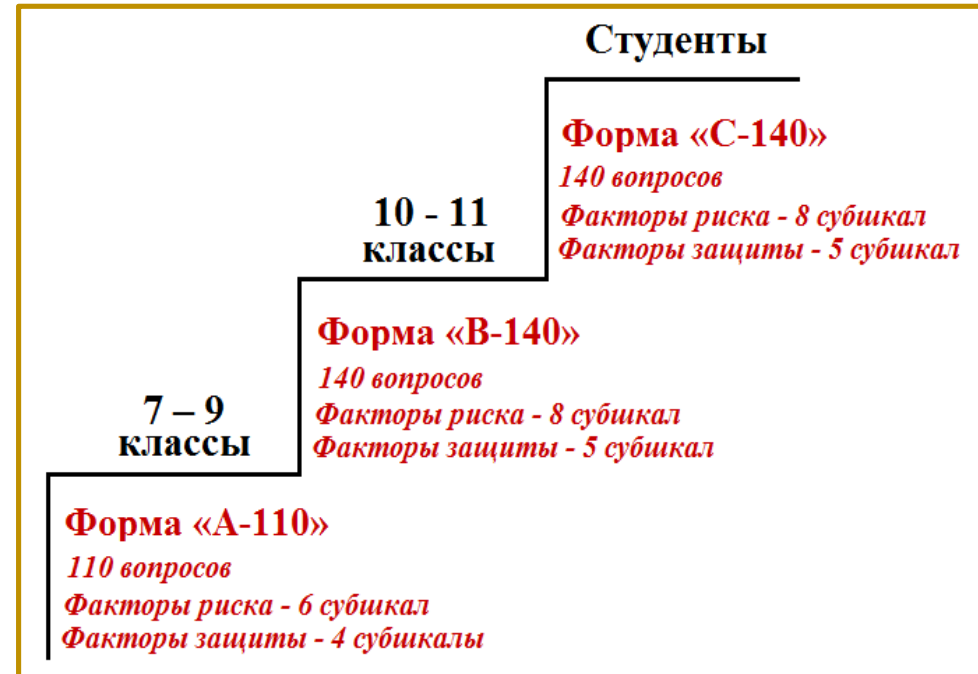 Студенты
Форма «С-140»
140 вопросов
Факторы риска - 8 субшкал
Факторы защиты - 5 субшкал
10 - 11
классы
Форма «В-140»
140 вопросов
Факторы риска - 8 субшкал
Факторы защиты - 5 субшкал
7 – 9
классы
Форма «А-110»
110 вопросов
Факторы риска - 6 субшкал
Факторы защиты - 4 субшкалы